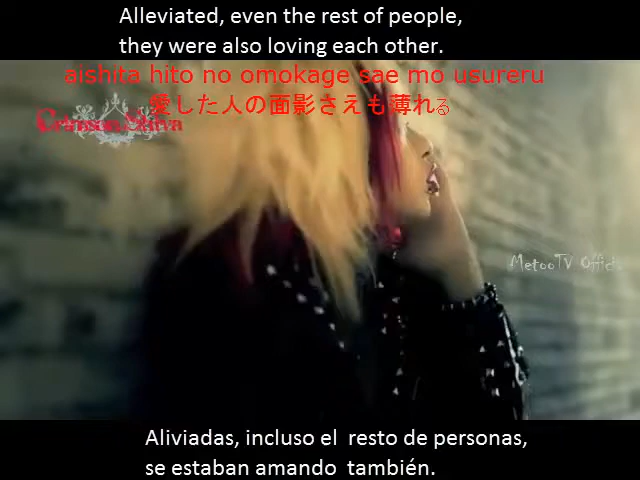 Alleviated, even the rest of people,
they were also loving each other.
aishita hito no omokage sae mo usureru
愛した人の面影さえも薄れる
Crimson Shiva
MetooTV Offici
Aliviadas, incluso el resto de personas,
se estaban amando también.